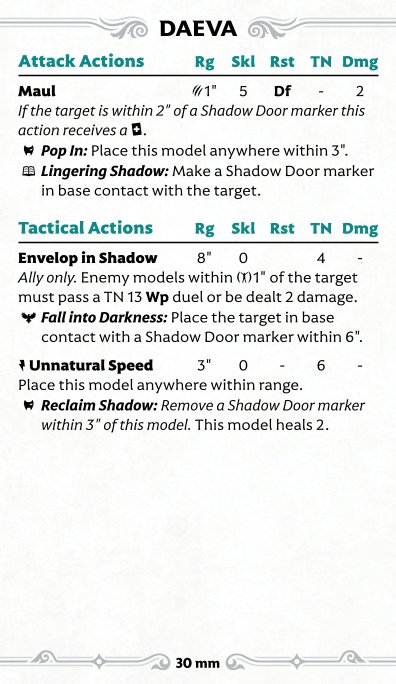 DAEVA
Attack Actions Rg Skl Rst TN Dmg
Maul 1" 5 Df - 2
If the target is within 2" of a Shadow Door marker this
action receives a .
Pop In: Place this model anywhere within 3".
Lingering Shadow: Make a Shadow Door marker
in base contact with the target.
Tactical Actions Rg Skl Rst TN Dmg
Envelop in Shadow 8" 0 4 -
Ally only. Enemy models within 1" of the target
must pass a TN 13 Wp duel or be dealt 2 damage.
Fall into Darkness: Place the target in base
contact with a Shadow Door marker within 6".
Unnatural Speed 3" 0 - 6 -
Place this model anywhere within range.
Reclaim Shadow: Remove a Shadow Door marker
within 3" of this model. This model heals 2.
30 mm